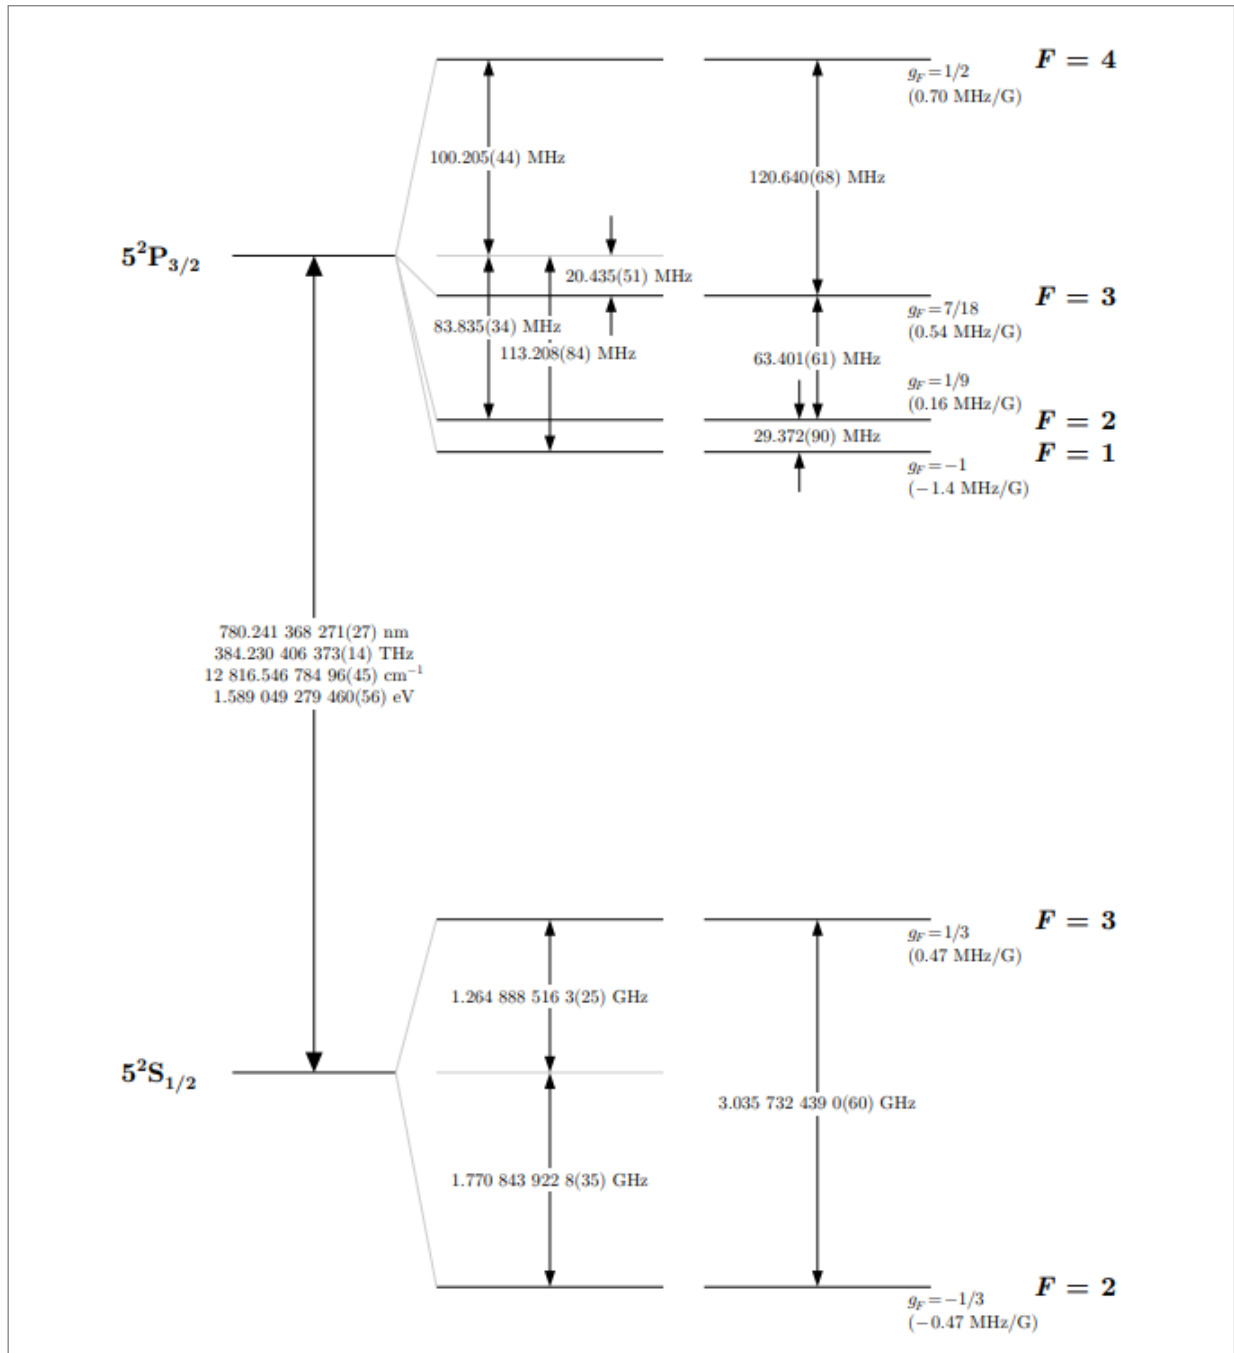 F = 4
g_F = 1/2
(0.70 MHz/G)
100.205(44) MHz
120.640(68) MHz
5²P₃/₂
20.435(51) MHz
F = 3
g_F = 7/18
(0.54 MHz/G)
83.835(34) MHz
113.208(84) MHz
63.401(61) MHz
g_F = 1/9
(0.16 MHz/G)
F = 2
29.372(90) MHz
F = 1
g_F = −1
(−1.4 MHz/G)
780.241 368 271(27) nm
384.230 406 373(14) THz
12 816.546 784 96(45) cm⁻¹
1.589 049 279 460(56) eV
F = 3
g_F = 1/3
(0.47 MHz/G)
1.264 888 516 3(25) GHz
5²S₁/₂
3.035 732 439 0(60) GHz
1.770 843 922 8(35) GHz
F = 2
g_F = −1/3
(−0.47 MHz/G)